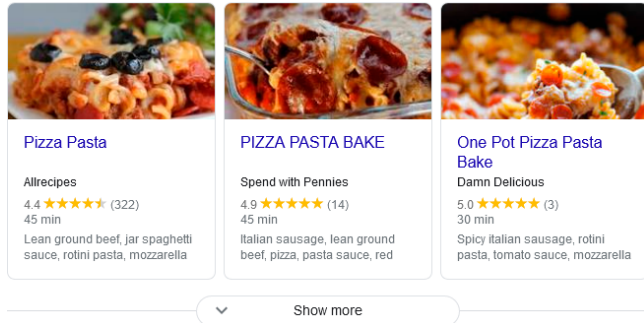 Pizza Pasta
Allrecipes
4.4 ★★★★★ (322)
45 min
Lean ground beef, jar spaghetti
sauce, rotini pasta, mozzarella
PIZZA PASTA BAKE
Spend with Pennies
4.9 ★★★★★ (14)
45 min
Italian sausage, lean ground
beef, pizza, pasta sauce, red
One Pot Pizza Pasta
Bake
Damn Delicious
5.0 ★★★★★ (3)
30 min
Spicy italian sausage, rotini
pasta, tomato sauce, mozzarella
Show more